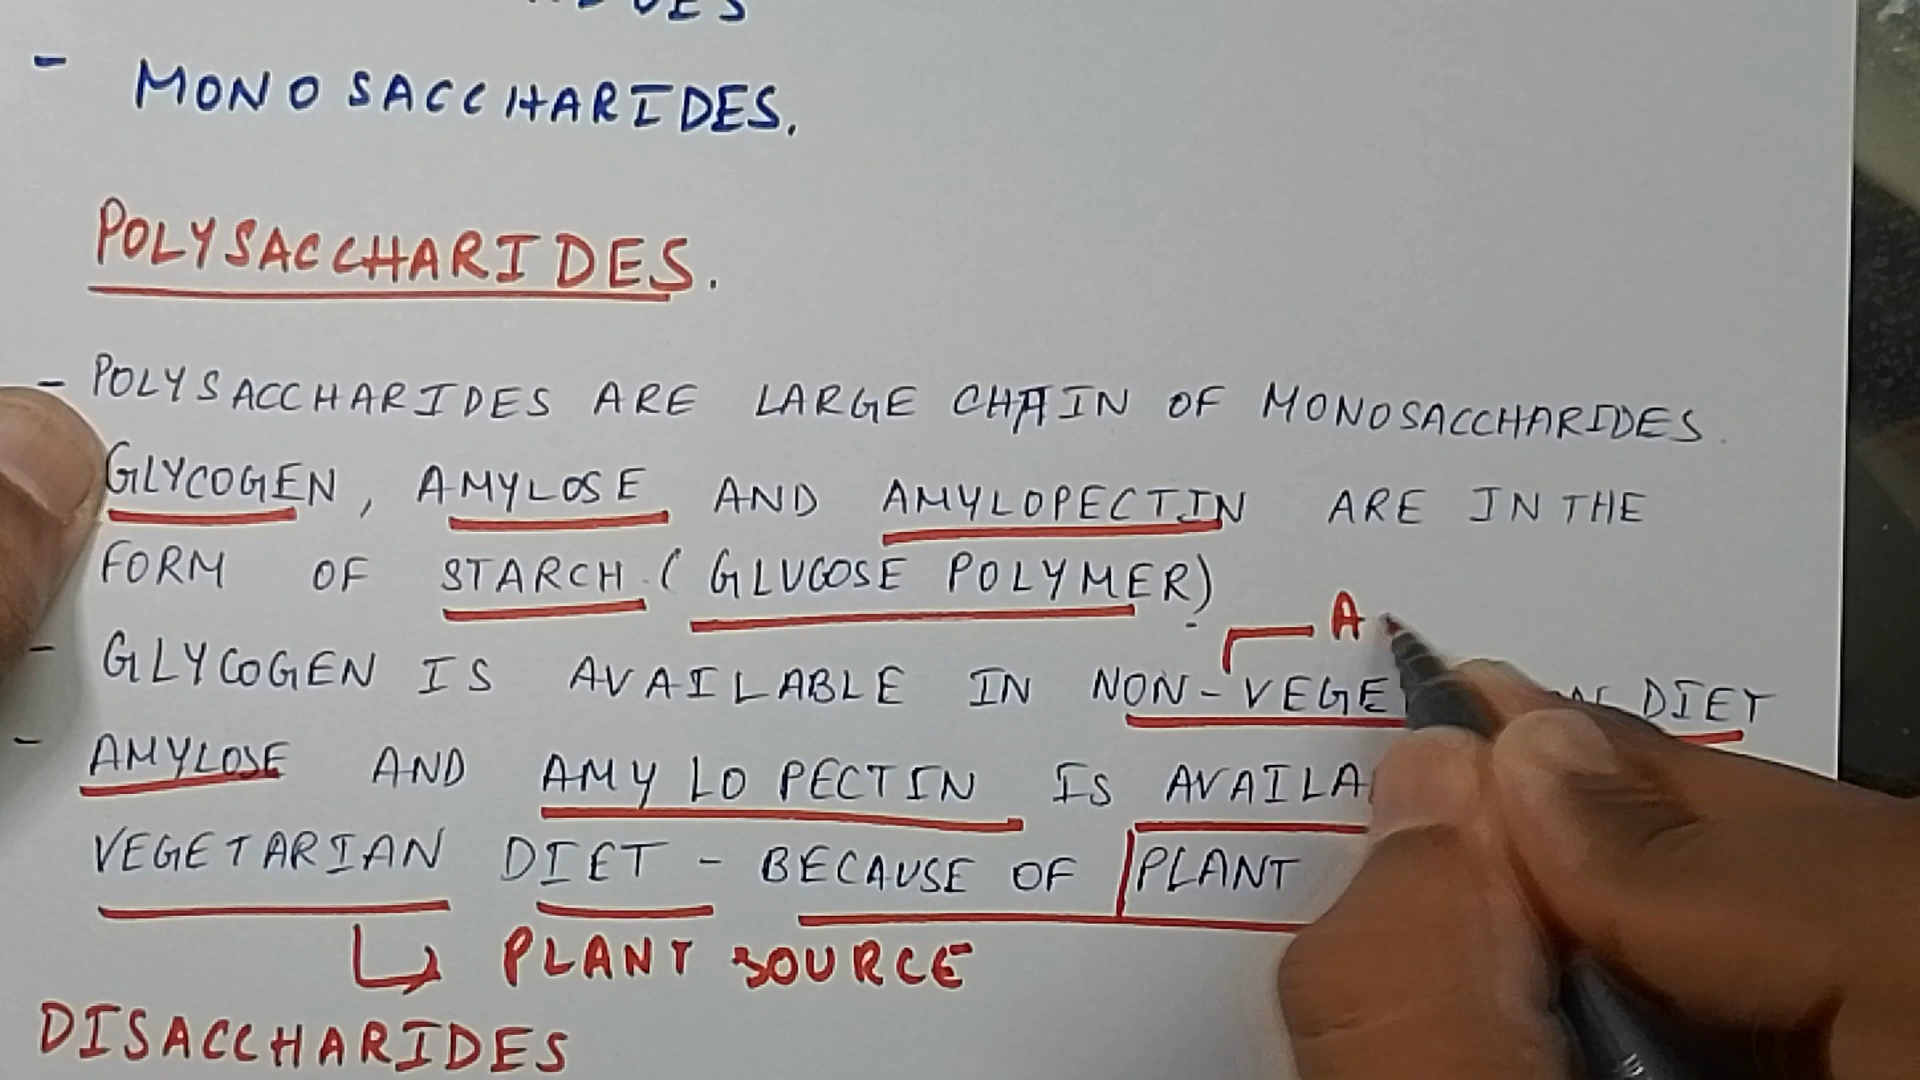 - MONOSACCHARIDES.
POLYSACCHARIDES.
- POLYSACCHARIDES ARE LARGE CHAIN OF MONOSACCHARIDES.
GLYCOGEN, AMYLOSE AND AMYLOPECTIN ARE IN THE
FORM OF STARCH (GLUCOSE POLYMER)
A
- GLYCOGEN IS AVAILABLE IN NON-VEGE DIET
- AMYLOSE AND AMYLOPECTIN IS AVAILA
VEGETARIAN DIET - BECAUSE OF PLANT
PLANT SOURCE
DISACCHARIDES